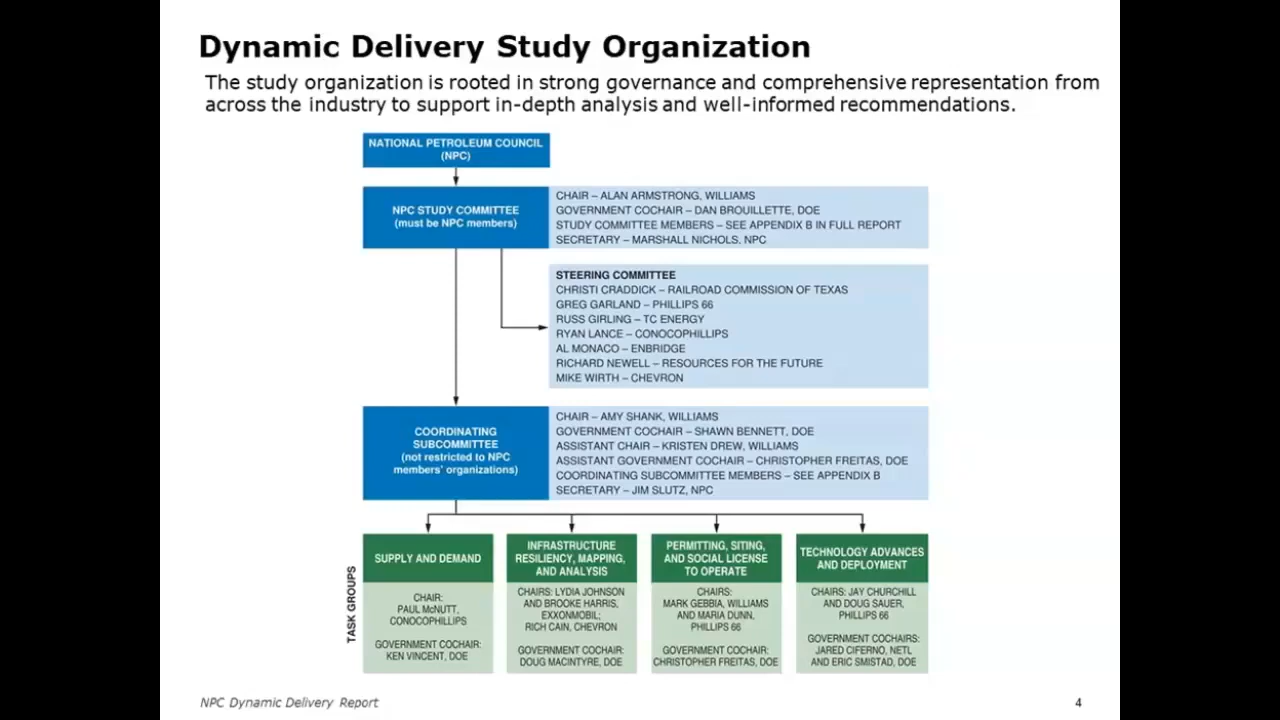 Dynamic Delivery Study Organization
The study organization is rooted in strong governance and comprehensive representation from
across the industry to support in-depth analysis and well-informed recommendations.
NATIONAL PETROLEUM COUNCIL
(NPC)
NPC STUDY COMMITTEE
(must be NPC members)
CHAIR – ALAN ARMSTRONG, WILLIAMS
GOVERNMENT COCHAIR – DAN BROUILLETTE, DOE
STUDY COMMITTEE MEMBERS – SEE APPENDIX B IN FULL REPORT
SECRETARY – MARSHALL NICHOLS, NPC
STEERING COMMITTEE
CHRISTI CRADDICK – RAILROAD COMMISSION OF TEXAS
GREG GARLAND – PHILLIPS 66
RUSS GIRLING – TC ENERGY
RYAN LANCE – CONOCOPHILLIPS
AL MONACO – ENBRIDGE
RICHARD NEWELL – RESOURCES FOR THE FUTURE
MIKE WIRTH – CHEVRON
COORDINATING
SUBCOMMITTEE
(not restricted to NPC
members' organizations)
CHAIR – AMY SHANK, WILLIAMS
GOVERNMENT COCHAIR – SHAWN BENNETT, DOE
ASSISTANT CHAIR – KRISTEN DREW, WILLIAMS
ASSISTANT GOVERNMENT COCHAIR – CHRISTOPHER FREITAS, DOE
COORDINATING SUBCOMMITTEE MEMBERS – SEE APPENDIX B
SECRETARY – JIM SLUTZ, NPC
TASK GROUPS
SUPPLY AND DEMAND
CHAIR:
PAUL McNUTT,
CONOCOPHILLIPS
GOVERNMENT COCHAIR:
KEN VINCENT, DOE
INFRASTRUCTURE
RESILIENCY, MAPPING,
AND ANALYSIS
CHAIRS: LYDIA JOHNSON
AND BROOKE HARRIS,
EXXONMOBIL;
RICH CAIN, CHEVRON
GOVERNMENT COCHAIR:
DOUG MACINTYRE, DOE
PERMITTING, SITING,
AND SOCIAL LICENSE
TO OPERATE
CHAIRS:
MARK GEBBIA, WILLIAMS
AND MARIA DUNN,
PHILLIPS 66
GOVERNMENT COCHAIR:
CHRISTOPHER FREITAS, DOE
TECHNOLOGY ADVANCES
AND DEPLOYMENT
CHAIRS: JAY CHURCHILL
AND DOUG SAUER,
PHILLIPS 66
GOVERNMENT COCHAIRS:
JARED CIFERNO, NETL
AND ERIC SMISTAD, DOE
NPC Dynamic Delivery Report
4